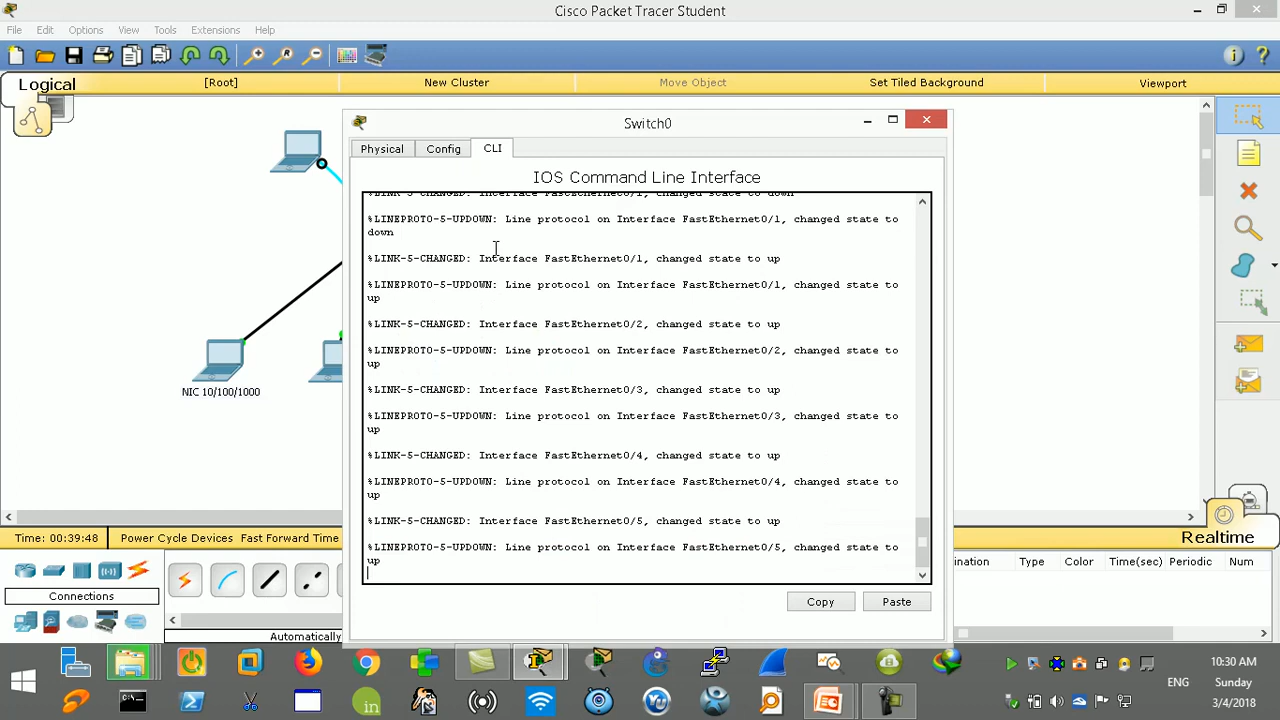 Cisco Packet Tracer Student
File Edit Options View Tools Extensions Help
Logical [Root] New Cluster Move Object Set Tiled Background Viewport
Switch0
Physical Config CLI
IOS Command Line Interface
%LINK-5-CHANGED: Interface FastEthernet0/1, changed state to down
%LINEPROTO-5-UPDOWN: Line protocol on Interface FastEthernet0/1, changed state to
down
%LINK-5-CHANGED: Interface FastEthernet0/1, changed state to up
%LINEPROTO-5-UPDOWN: Line protocol on Interface FastEthernet0/1, changed state to
up
%LINK-5-CHANGED: Interface FastEthernet0/2, changed state to up
%LINEPROTO-5-UPDOWN: Line protocol on Interface FastEthernet0/2, changed state to
up
%LINK-5-CHANGED: Interface FastEthernet0/3, changed state to up
%LINEPROTO-5-UPDOWN: Line protocol on Interface FastEthernet0/3, changed state to
up
%LINK-5-CHANGED: Interface FastEthernet0/4, changed state to up
%LINEPROTO-5-UPDOWN: Line protocol on Interface FastEthernet0/4, changed state to
up
%LINK-5-CHANGED: Interface FastEthernet0/5, changed state to up
%LINEPROTO-5-UPDOWN: Line protocol on Interface FastEthernet0/5, changed state to
up
Copy Paste
NIC 10/100/1000
Time: 00:39:48 Power Cycle Devices Fast Forward Time
Realtime
Connections
Automatically
ination Type Color Time(sec) Periodic Num
10:30 AM
ENG Sunday
3/4/2018